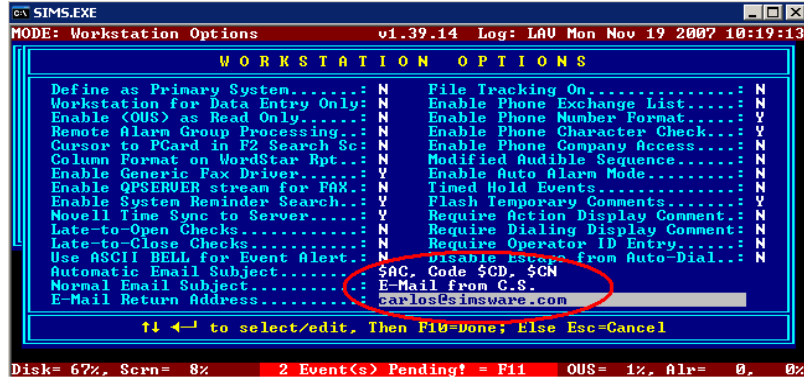 SIMS.EXE
MODE: Workstation Options v1.39.14 Log: LAV Mon Nov 19 2007 10:19:13
WORKSTATION OPTIONS
Define as Primary System.......: N File Tracking On...............: N
Workstation for Data Entry Only: N Enable Phone Exchange List.....: N
Enable (OUS) as Read Only......: N Enable Phone Number Format.....: Y
Remote Alarm Group Processing..: N Enable Phone Character Check...: Y
Cursor to PCard in F2 Search Sc: N Enable Phone Company Access....: N
Column Format on WordStar Rpt..: N Modified Audible Sequence......: N
Enable Generic Fax Driver......: Y Enable Auto Alarm Mode.........: N
Enable QPSERVER stream for FAX.: N Timed Hold Events..............: N
Enable System Reminder Search..: Y Flash Temporary Comments.......: Y
Novell Time Sync to Server.....: Y Require Action Display Comment.: N
Late-to-Open Checks............: N Require Dialing Display Comment: N
Late-to-Close Checks...........: N Require Operator ID Entry......: N
Use ASCII BELL for Event Alert.: N Disable Escape from Auto-Dial..: N
Automatic Email Subject........: $AC, Code $CD, $CN
Normal Email Subject...........: E-Mail from C.S.
E-Mail Return Address..........: carlos@simsware.com
↑↓ ◄─┘ to select/edit, Then F10=Done; Else Esc=Cancel
Disk= 67%, Scrn= 8% 2 Event(s) Pending! = F11 OUS= 1%, Alr= 0, 0%